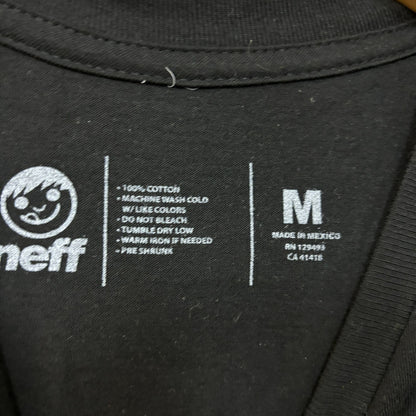 neff
• 100% COTTON
• MACHINE WASH COLD
W/ LIKE COLORS
• DO NOT BLEACH
• TUMBLE DRY LOW
• WARM IRON IF NEEDED
• PRE SHRUNK
M
MADE IN MEXICO
RN 129493
CA 41418